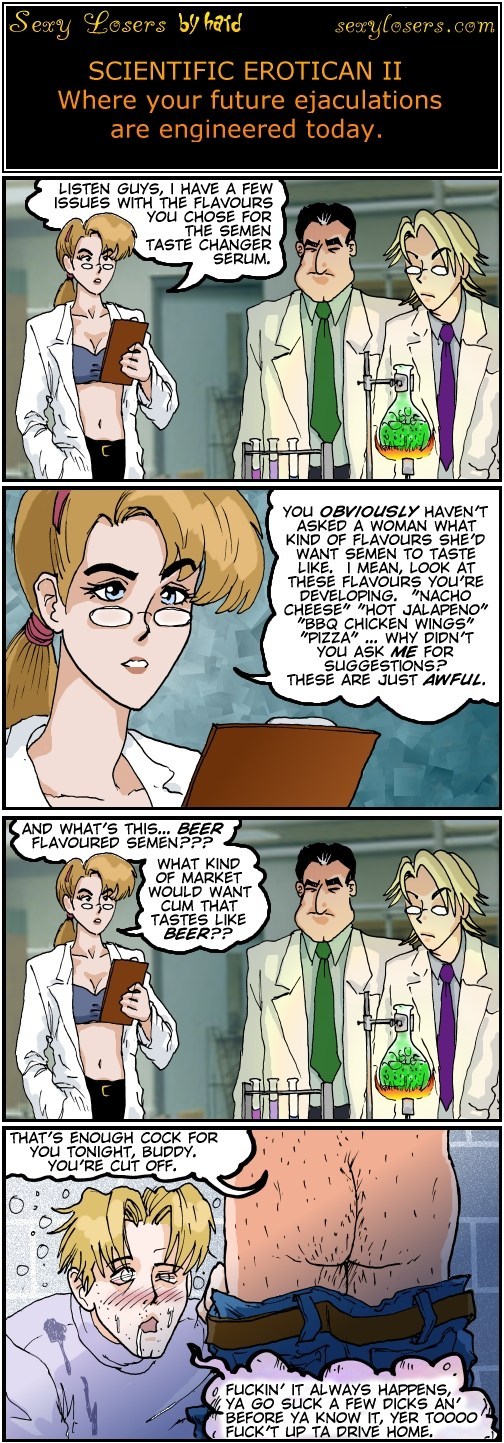 Sexy Losers by hard
sexylosers.com
SCIENTIFIC EROTICAN II
Where your future ejaculations
are engineered today.
LISTEN GUYS, I HAVE A FEW
ISSUES WITH THE FLAVOURS
YOU CHOSE FOR
THE SEMEN
TASTE CHANGER
SERUM.
YOU OBVIOUSLY HAVEN'T
ASKED A WOMAN WHAT
KIND OF FLAVOURS SHE'D
WANT SEMEN TO TASTE
LIKE. I MEAN, LOOK AT
THESE FLAVOURS YOU'RE
DEVELOPING. "NACHO
CHEESE" "HOT JALAPENO"
"BBQ CHICKEN WINGS"
"PIZZA" ... WHY DIDN'T
YOU ASK ME FOR
SUGGESTIONS?
THESE ARE JUST AWFUL.
AND WHAT'S THIS... BEER
FLAVOURED SEMEN???
WHAT KIND
OF MARKET
WOULD WANT
CUM THAT
TASTES LIKE
BEER??
THAT'S ENOUGH COCK FOR
YOU TONIGHT, BUDDY.
YOU'RE CUT OFF.
FUCKIN' IT ALWAYS HAPPENS,
YA GO SUCK A FEW DICKS AN'
BEFORE YA KNOW IT, YER TOOOO
FUCK'T UP TA DRIVE HOME.